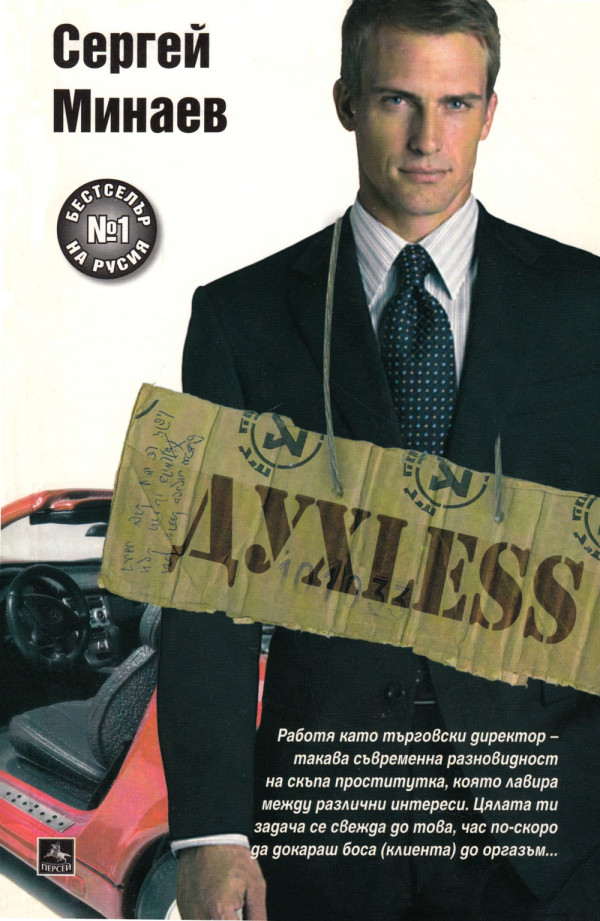 Сергей
Минаев
БЕСТСЕЛЪР
№1
НА РУСИЯ
ДУХLESS
Работя като търговски директор –
такава съвременна разновидност
на скъпа проститутка, която лавира
между различни интереси. Цялата ти
задача се свежда до това, час по-скоро
да докараш боса (клиента) до оргазъм...
ПЕРСЕЙ